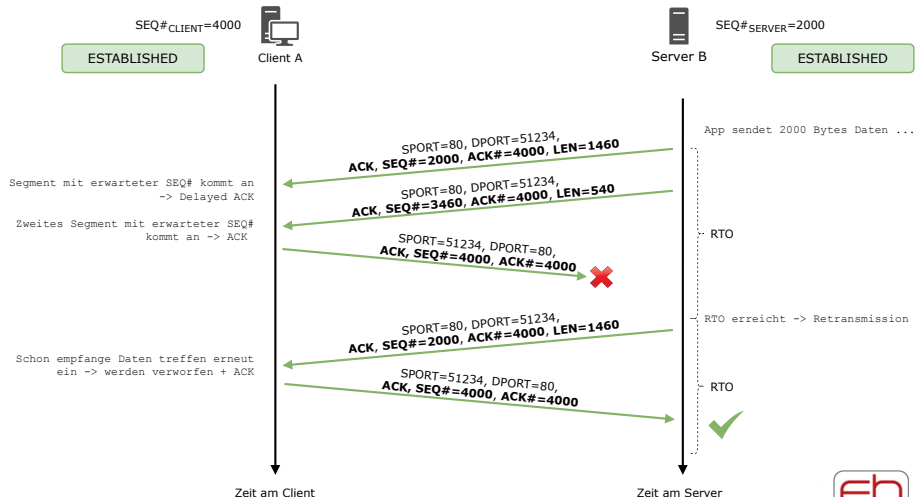 SEQ#CLIENT=4000
SEQ#SERVER=2000
ESTABLISHED
Client A
Server B
ESTABLISHED
App sendet 2000 Bytes Daten ...
SPORT=80, DPORT=51234,
ACK, SEQ#=2000, ACK#=4000, LEN=1460
Segment mit erwarteter SEQ# kommt an
-> Delayed ACK
SPORT=80, DPORT=51234,
ACK, SEQ#=3460, ACK#=4000, LEN=540
Zweites Segment mit erwarteter SEQ#
kommt an -> ACK
RTO
SPORT=51234, DPORT=80,
ACK, SEQ#=4000, ACK#=4000
RTO erreicht -> Retransmission
SPORT=80, DPORT=51234,
ACK, SEQ#=2000, ACK#=4000, LEN=1460
Schon empfange Daten treffen erneut
ein -> werden verworfen + ACK
SPORT=51234, DPORT=80,
ACK, SEQ#=4000, ACK#=4000
RTO
Zeit am Client
Zeit am Server